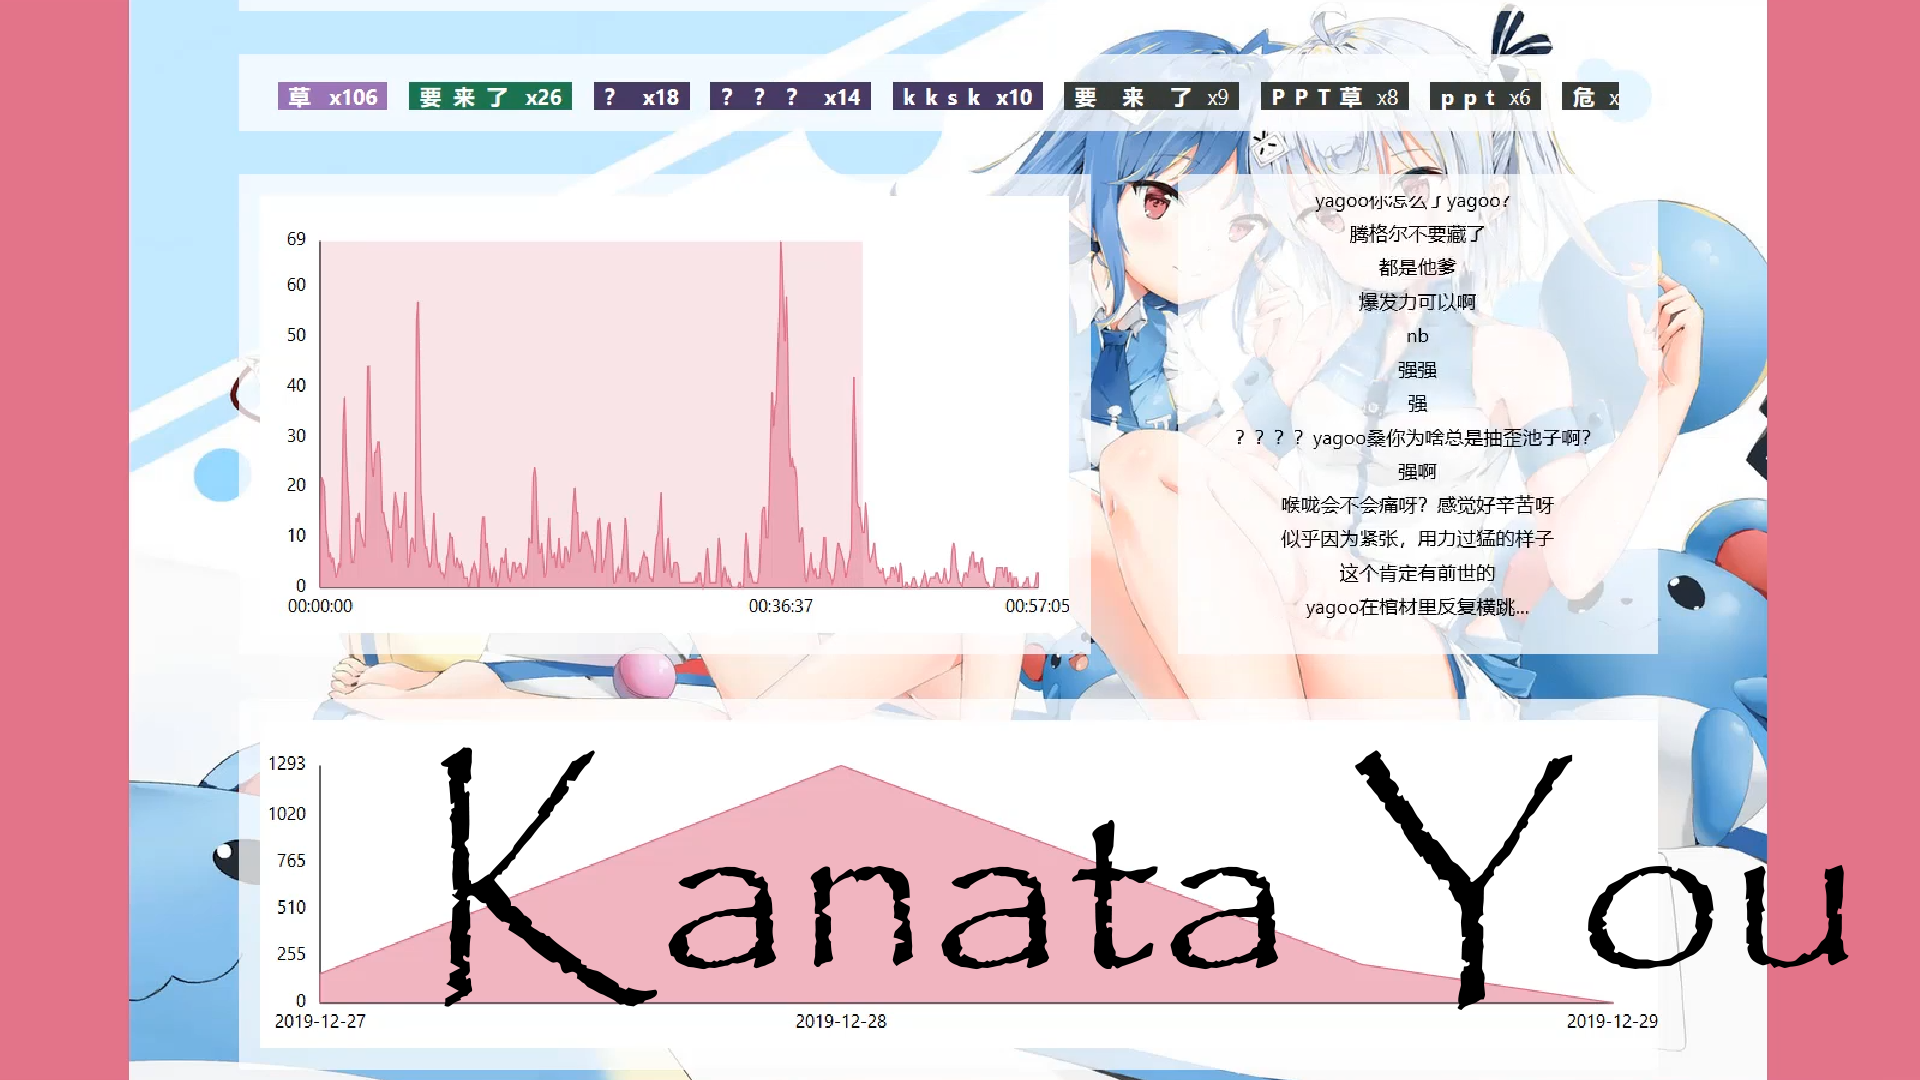 草 x106 要来了 x26 ? x18 ? ? ? x14 kksk x10 要 来 了 x9 PPT草 x8 ppt x6 危 x
69
60
50
40
30
20
10
0
00:00:00 00:36:37 00:57:05
yagoo你怎么了yagoo?
腾格尔不要藏了
都是他爹
爆发力可以啊
nb
强强
强
? ? ? ? yagoo桑你为啥总是抽歪池子啊?
强啊
喉咙会不会痛呀? 感觉好辛苦呀
似乎因为紧张，用力过猛的样子
这个肯定有前世的
yagoo在棺材里反复横跳...
1293
1020
765
510
255
0
2019-12-27 2019-12-28 2019-12-29
Kanata You